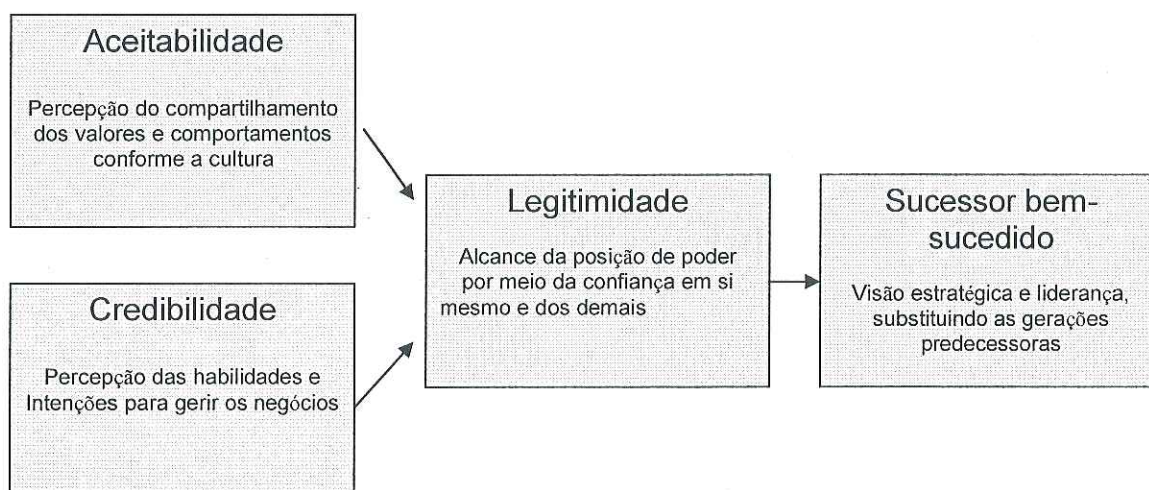 Aceitabilidade
Percepção do compartilhamento
dos valores e comportamentos
conforme a cultura
Credibilidade
Percepção das habilidades e
Intenções para gerir os negócios
Legitimidade
Alcance da posição de poder
por meio da confiança em si
mesmo e dos demais
Sucessor bem-
sucedido
Visão estratégica e liderança,
substituindo as gerações
predecessoras